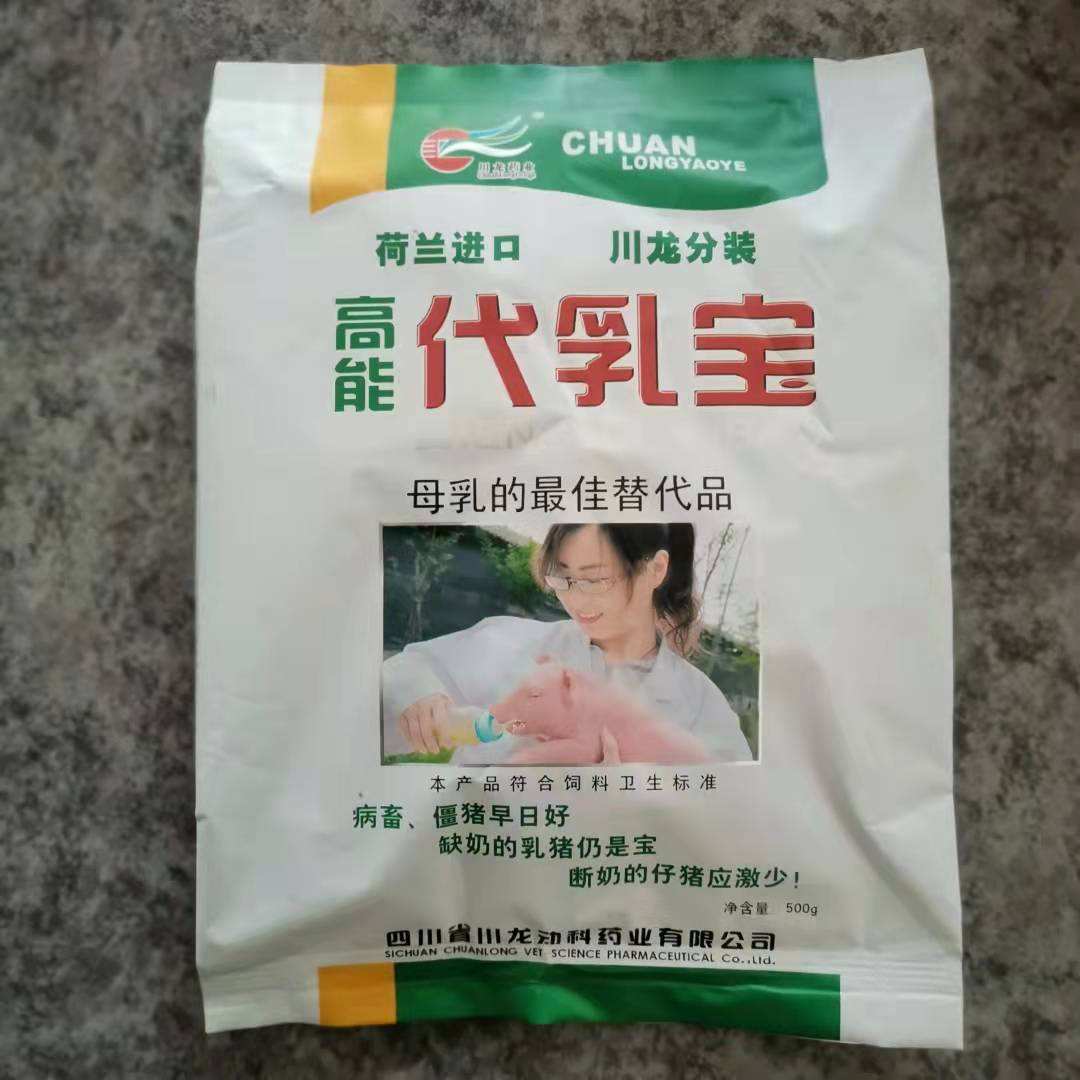 川龙药业
CHUAN
LONGYAOYE
荷兰进口 川龙分装
高能 代乳宝
母乳的最佳替代品
本产品符合饲料卫生标准
病畜、僵猪早日好
缺奶的乳猪仍是宝
断奶的仔猪应激少!
净含量 500g
四川省川龙动科药业有限公司
SICHUAN CHUANLONG VET SCIENCE PHARMACEUTICAL Co.,Ltd.